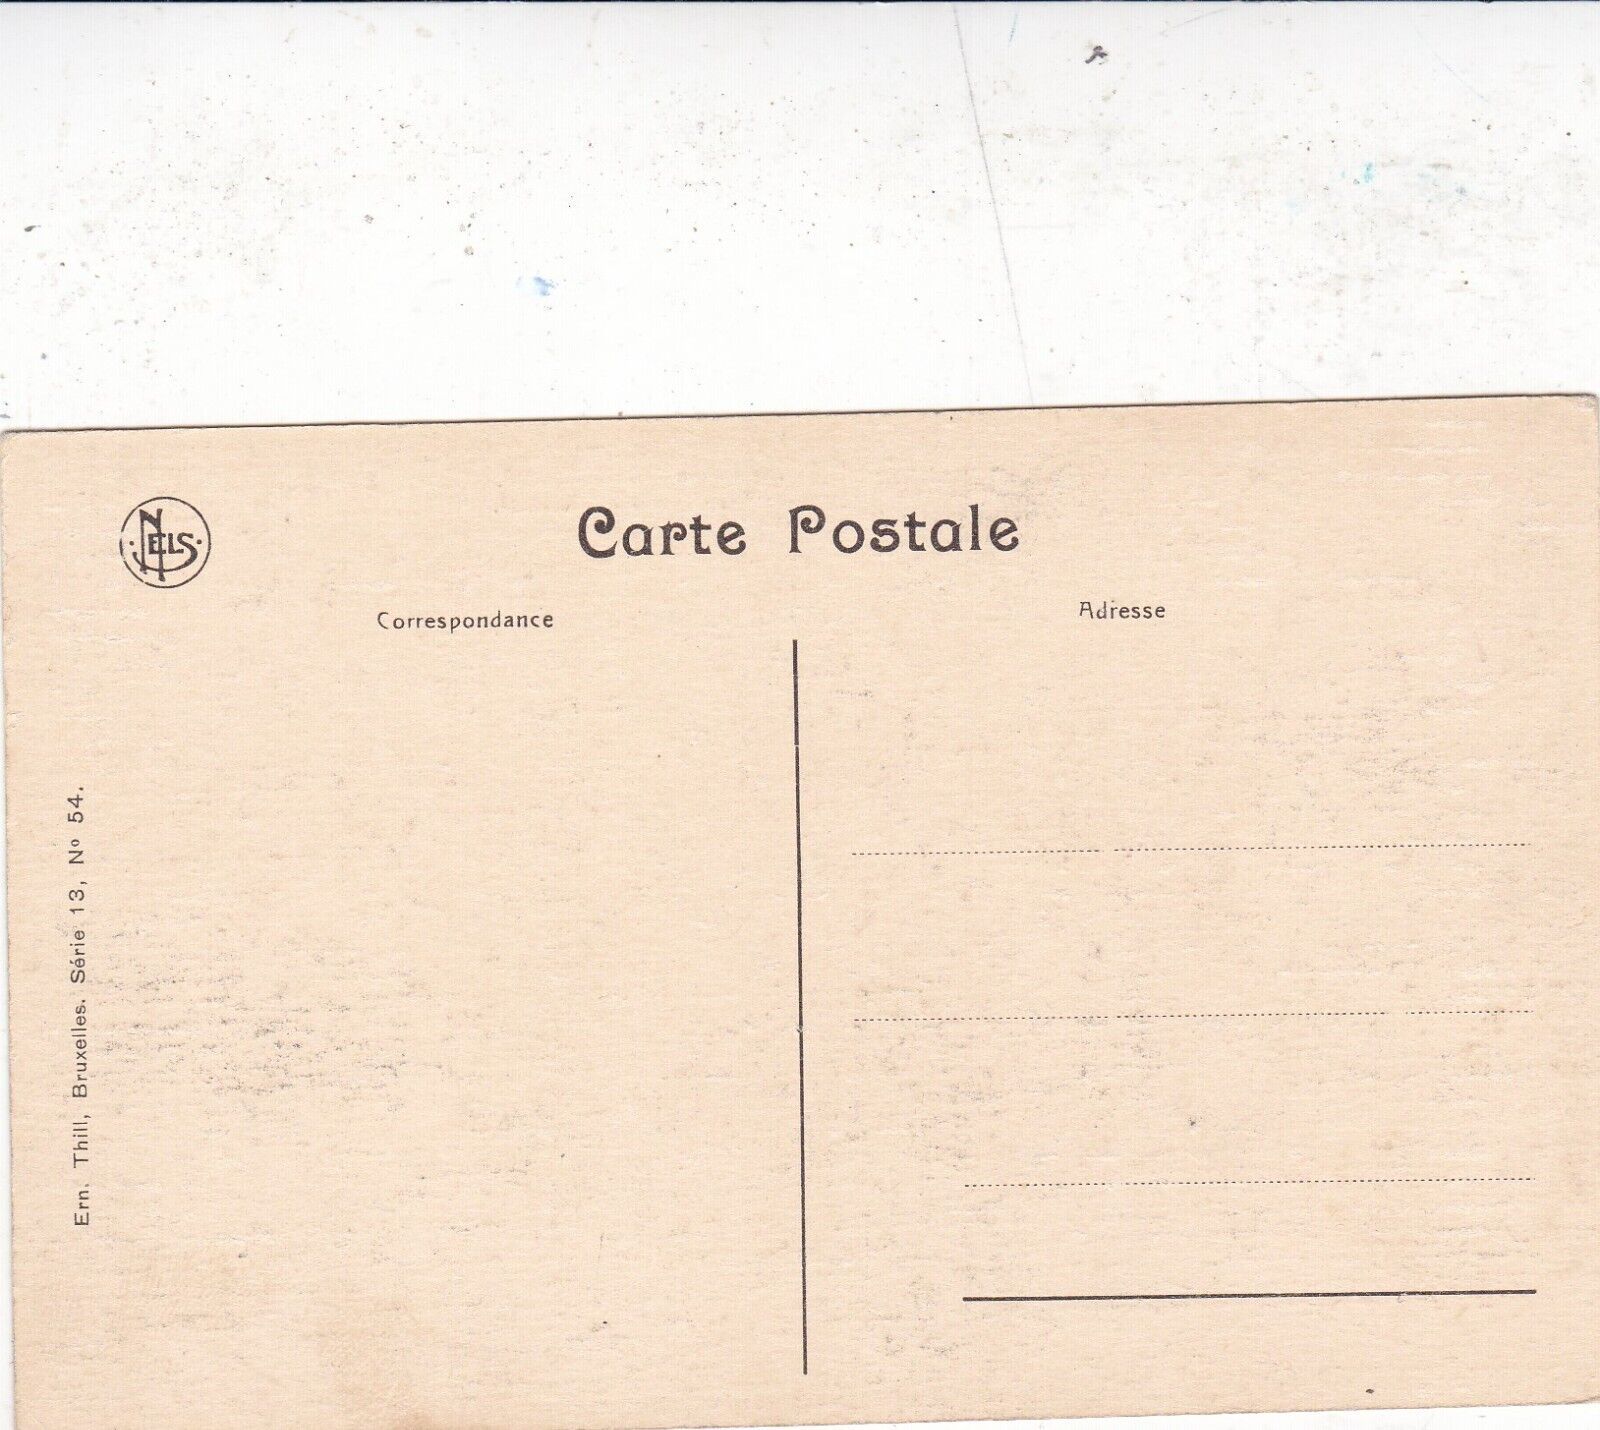 NELS
Carte Postale
Correspondance
Adresse
Ern. Thill, Bruxelles. Série 13, Nº 54.